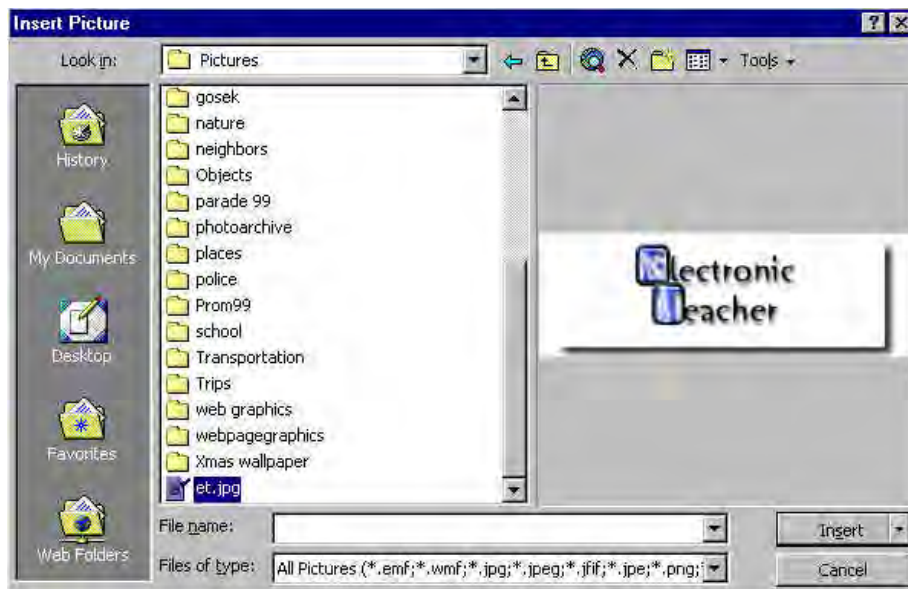 Insert Picture
Look in: Pictures Tools
gosek
nature
neighbors
Objects
parade 99
photoarchive
places
police
Prom99
school
Transportation
Trips
web graphics
webpagegraphics
Xmas wallpaper
et.jpg
History
My Documents
Desktop
Favorites
Web Folders
Electronic
Teacher
File name:
Insert
Files of type: All Pictures (*.emf;*.wmf;*.jpg;*.jpeg;*.jfif;*.jpe;*.png;
Cancel